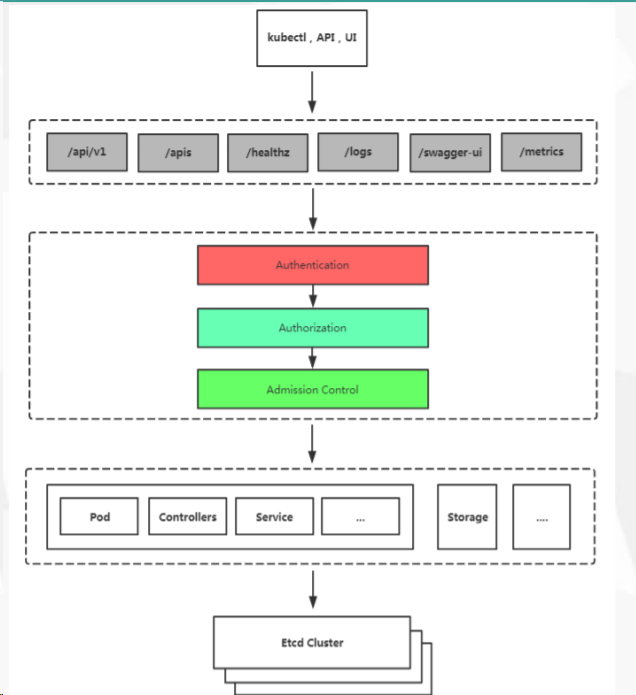 kubectl , API , UI
/api/v1
/apis
/healthz
/logs
/swagger-ui
/metrics
Authentication
Authorization
Admission Control
Pod
Controllers
Service
...
Storage
....
Etcd Cluster